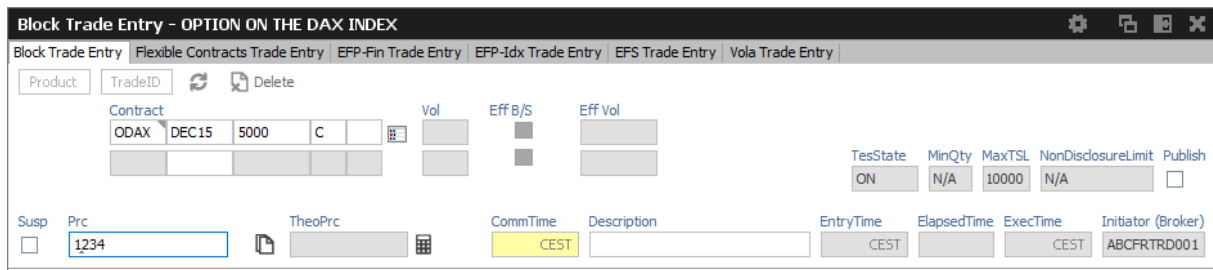 Block Trade Entry - OPTION ON THE DAX INDEX
Block Trade Entry Flexible Contracts Trade Entry EFP-Fin Trade Entry EFP-Idx Trade Entry EFS Trade Entry Vola Trade Entry
Product TradeID Delete
Contract Vol Eff B/S Eff Vol
ODAX DEC15 5000 C
TesState MinQty MaxTSL NonDisclosureLimit Publish
ON N/A 10000 N/A
Susp Prc TheoPrc CommTime Description EntryTime ElapsedTime ExecTime Initiator (Broker)
1234 CEST CEST CEST ABCFRTRD001